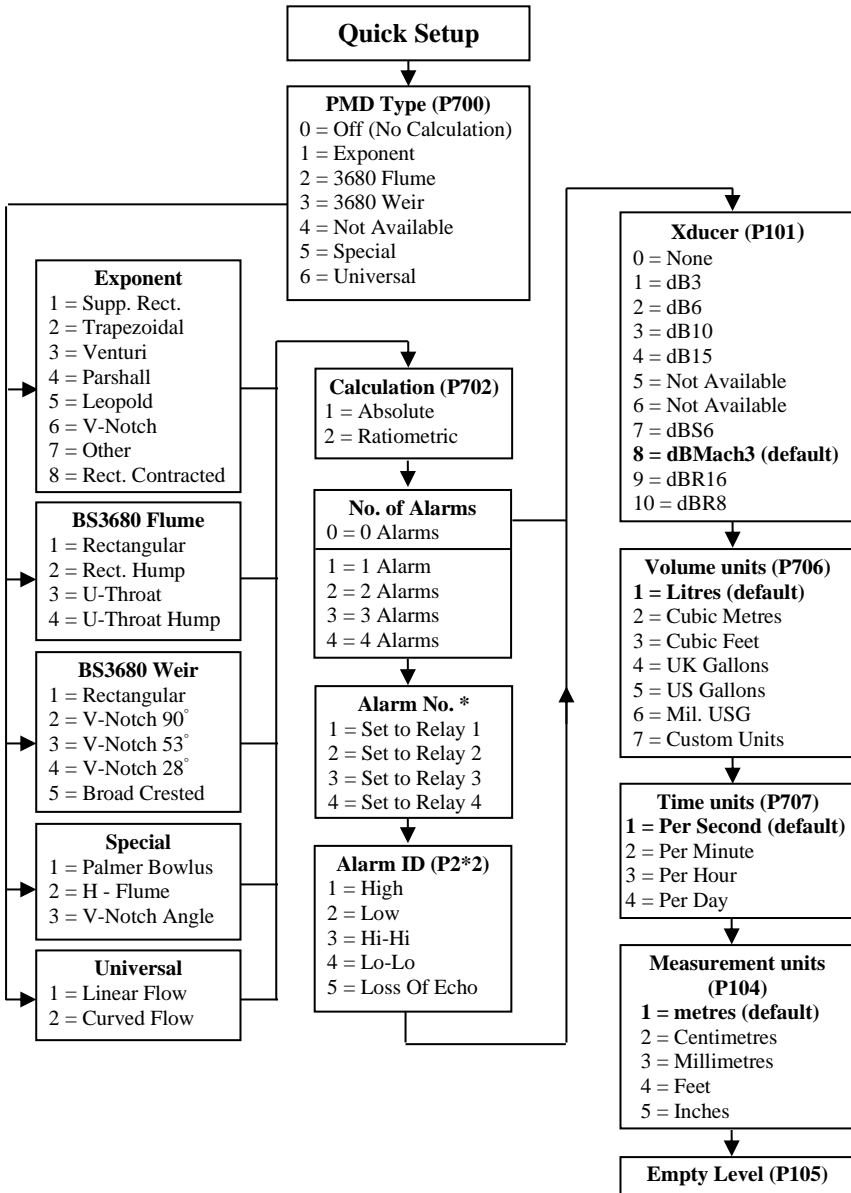 Quick Setup
PMD Type (P700)
0 = Off (No Calculation)
1 = Exponent
2 = 3680 Flume
3 = 3680 Weir
4 = Not Available
5 = Special
6 = Universal
Exponent
1 = Supp. Rect.
2 = Trapezoidal
3 = Venturi
4 = Parshall
5 = Leopold
6 = V-Notch
7 = Other
8 = Rect. Contracted
BS3680 Flume
1 = Rectangular
2 = Rect. Hump
3 = U-Throat
4 = U-Throat Hump
BS3680 Weir
1 = Rectangular
2 = V-Notch 90°
3 = V-Notch 53°
4 = V-Notch 28°
5 = Broad Crested
Special
1 = Palmer Bowlus
2 = H - Flume
3 = V-Notch Angle
Universal
1 = Linear Flow
2 = Curved Flow
Calculation (P702)
1 = Absolute
2 = Ratiometric
No. of Alarms
0 = 0 Alarms
1 = 1 Alarm
2 = 2 Alarms
3 = 3 Alarms
4 = 4 Alarms
Alarm No. *
1 = Set to Relay 1
2 = Set to Relay 2
3 = Set to Relay 3
4 = Set to Relay 4
Alarm ID (P2*2)
1 = High
2 = Low
3 = Hi-Hi
4 = Lo-Lo
5 = Loss Of Echo
Xducer (P101)
0 = None
1 = dB3
2 = dB6
3 = dB10
4 = dB15
5 = Not Available
6 = Not Available
7 = dBS6
8 = dBMach3 (default)
9 = dBR16
10 = dBR8
Volume units (P706)
1 = Litres (default)
2 = Cubic Metres
3 = Cubic Feet
4 = UK Gallons
5 = US Gallons
6 = Mil. USG
7 = Custom Units
Time units (P707)
1 = Per Second (default)
2 = Per Minute
3 = Per Hour
4 = Per Day
Measurement units
(P104)
1 = metres (default)
2 = Centimetres
3 = Millimetres
4 = Feet
5 = Inches
Empty Level (P105)